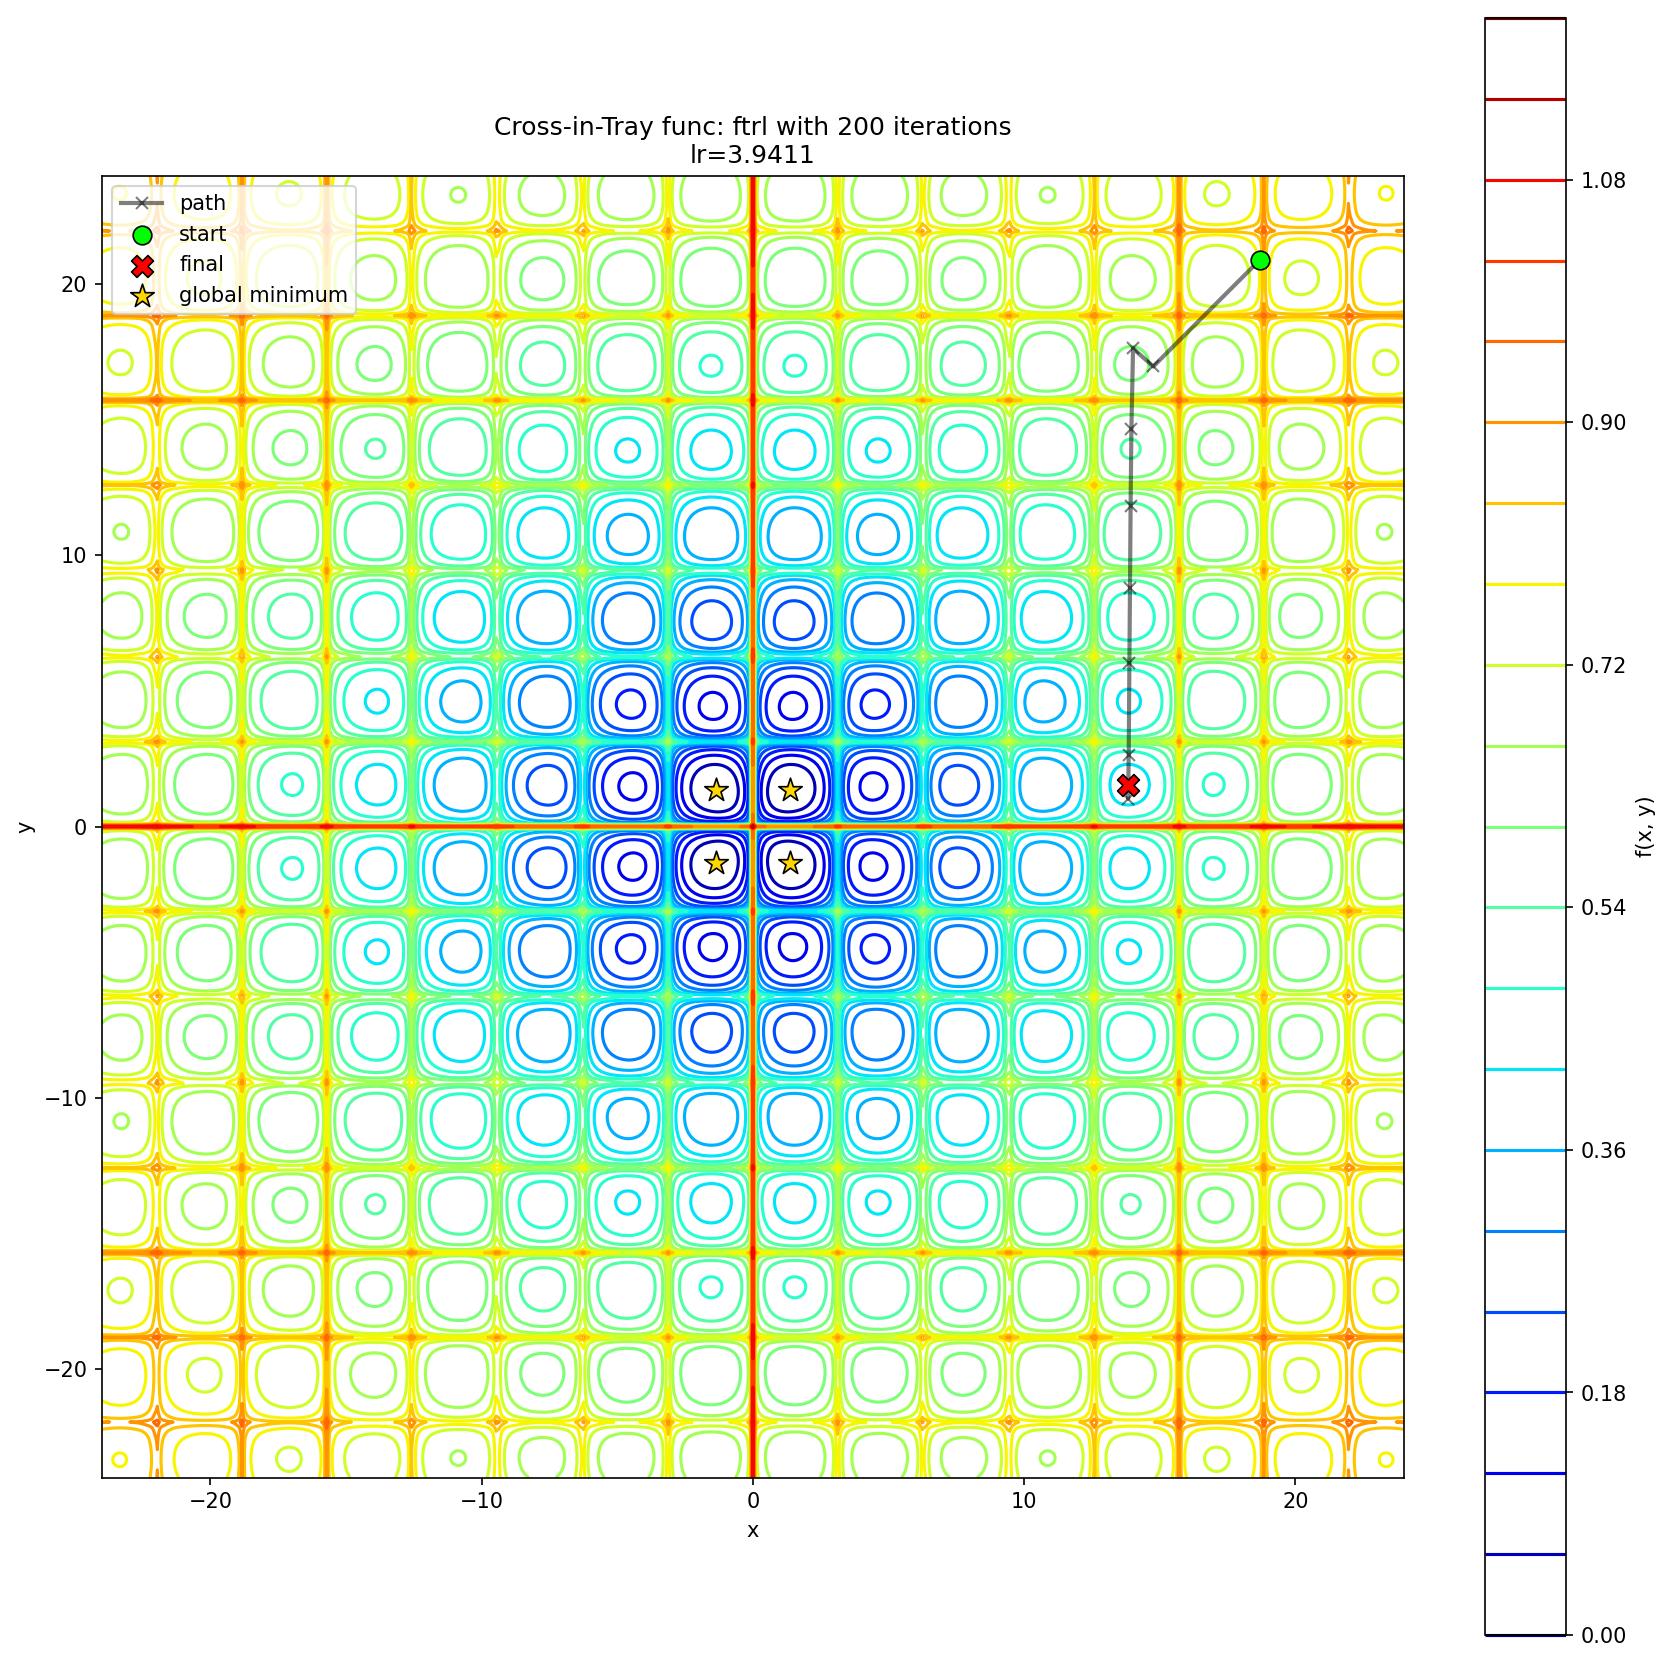 Cross-in-Tray func: ftrl with 200 iterations
lr=3.9411
path
start
final
global minimum
20
10
0
−10
−20
y
−20
−10
0
10
20
x
1.08
0.90
0.72
0.54
0.36
0.18
0.00
f(x, y)